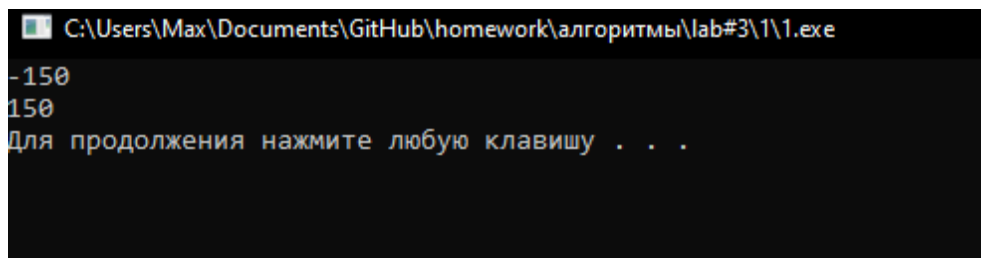 C:\Users\Max\Documents\GitHub\homework\алгоритмы\lab#3\1\1.exe
-150
150
Для продолжения нажмите любую клавишу . . .